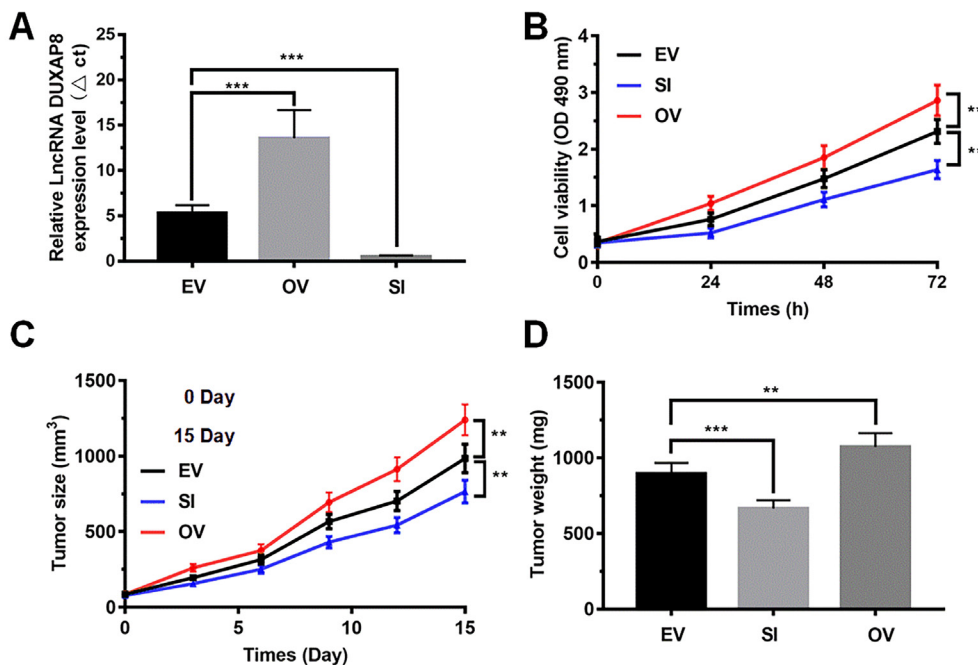 A
Relative LncRNA DUXAP8
expression level (△ ct)
25
20
15
10
5
0
***
***
EV
OV
SI
B
Cell viability (OD 490 nm)
4
3
2
1
0
EV
SI
OV
**
**
0
24
48
72
Times (h)
C
Tumor size (mm³)
1500
1000
500
0
0 Day
15 Day
EV
SI
OV
**
**
0
5
10
15
Times (Day)
D
Tumor weight (mg)
1500
1000
500
0
**
***
EV
SI
OV